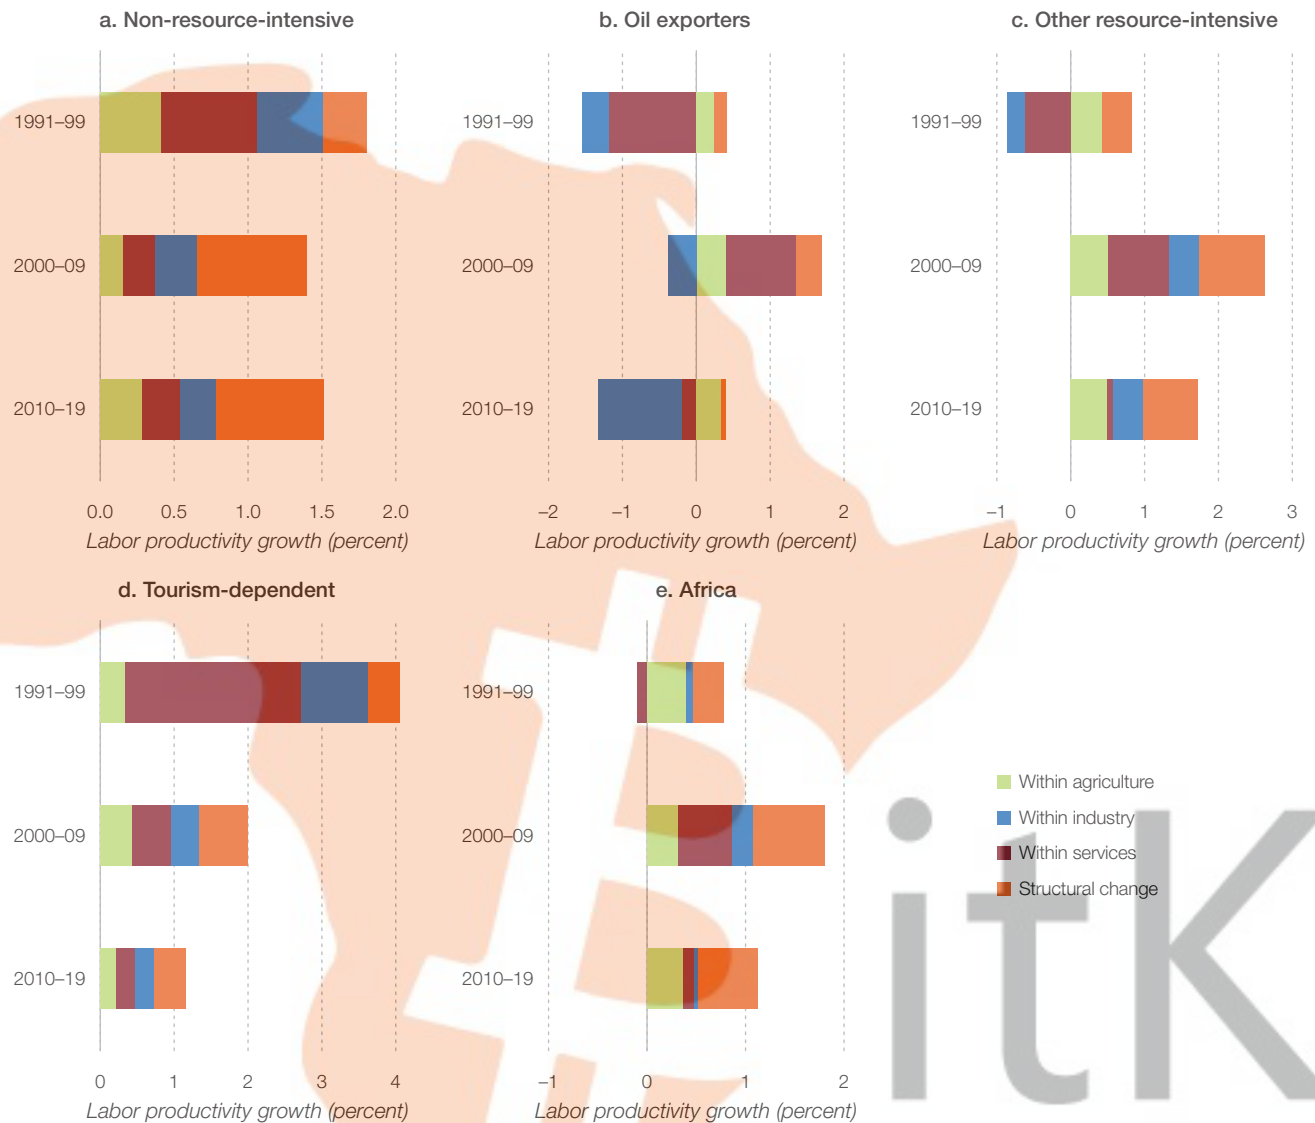 a. Non-resource-intensive
b. Oil exporters
c. Other resource-intensive
1991–99
1991–99
1991–99
2000–09
2000–09
2000–09
2010–19
2010–19
2010–19
0.0 0.5 1.0 1.5 2.0
−2 −1 0 1 2
−1 0 1 2 3
Labor productivity growth (percent)
Labor productivity growth (percent)
Labor productivity growth (percent)
d. Tourism-dependent
e. Africa
1991–99
1991–99
2000–09
2000–09
2010–19
2010–19
0 1 2 3 4
−1 0 1 2
Labor productivity growth (percent)
Labor productivity growth (percent)
Within agriculture
Within industry
Within services
Structural change
itK